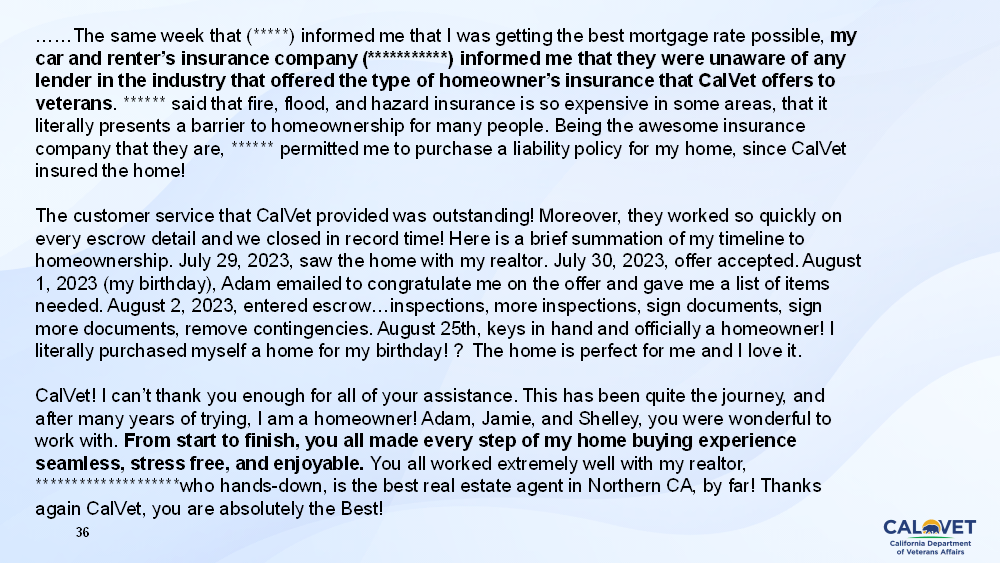 ……The same week that (*****) informed me that I was getting the best mortgage rate possible, my
car and renter’s insurance company (***********) informed me that they were unaware of any
lender in the industry that offered the type of homeowner’s insurance that CalVet offers to
veterans. ****** said that fire, flood, and hazard insurance is so expensive in some areas, that it
literally presents a barrier to homeownership for many people. Being the awesome insurance
company that they are, ****** permitted me to purchase a liability policy for my home, since CalVet
insured the home!
The customer service that CalVet provided was outstanding! Moreover, they worked so quickly on
every escrow detail and we closed in record time! Here is a brief summation of my timeline to
homeownership. July 29, 2023, saw the home with my realtor. July 30, 2023, offer accepted. August
1, 2023 (my birthday), Adam emailed to congratulate me on the offer and gave me a list of items
needed. August 2, 2023, entered escrow…inspections, more inspections, sign documents, sign
more documents, remove contingencies. August 25th, keys in hand and officially a homeowner! I
literally purchased myself a home for my birthday! ? The home is perfect for me and I love it.
CalVet! I can’t thank you enough for all of your assistance. This has been quite the journey, and
after many years of trying, I am a homeowner! Adam, Jamie, and Shelley, you were wonderful to
work with. From start to finish, you all made every step of my home buying experience
seamless, stress free, and enjoyable. You all worked extremely well with my realtor,
********************who hands-down, is the best real estate agent in Northern CA, by far! Thanks
again CalVet, you are absolutely the Best!
36
CALVET
California Department
of Veterans Affairs